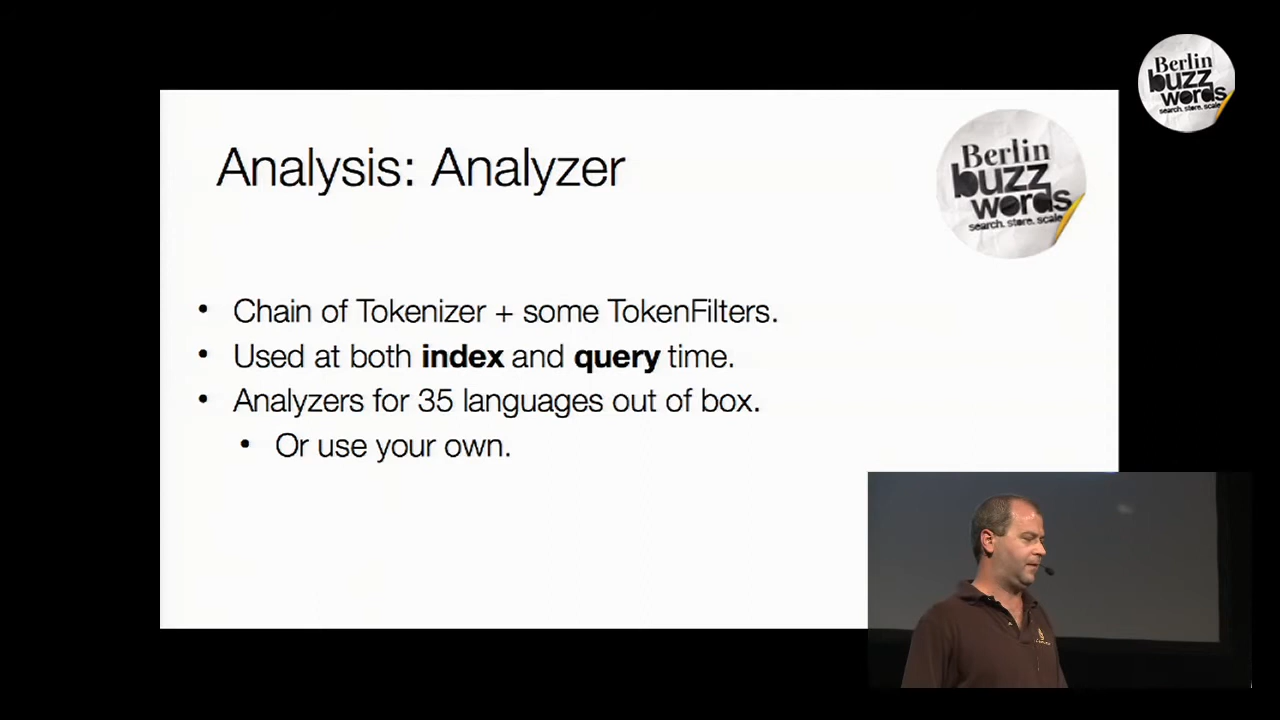 Berlin
buzz
words
search. store. scale
Analysis: Analyzer
Berlin
buzz
words
search. store. scale
• Chain of Tokenizer + some TokenFilters.
• Used at both index and query time.
• Analyzers for 35 languages out of box.
• Or use your own.